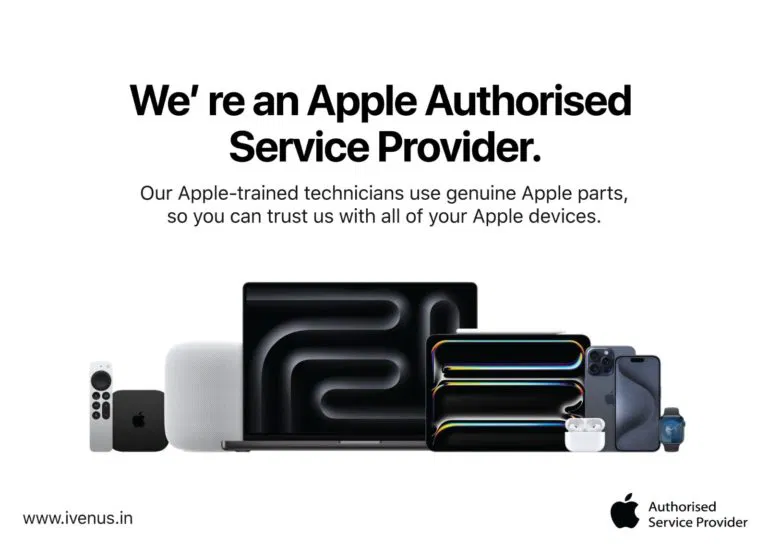 We’ re an Apple Authorised
Service Provider.
Our Apple-trained technicians use genuine Apple parts,
so you can trust us with all of your Apple devices.
www.ivenus.in
Authorised
Service Provider